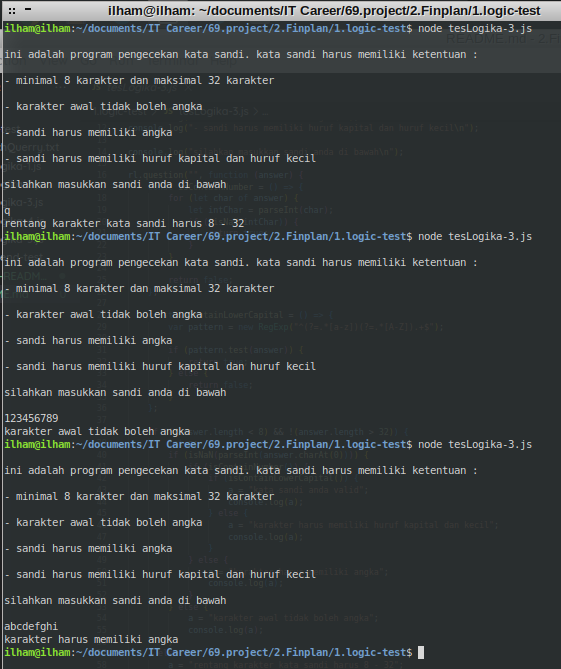 ilham@ilham: ~/documents/IT Career/69.project/2.Finplan/1.logic-test
ilham@ilham:~/documents/IT Career/69.project/2.Finplan/1.logic-test$ node tesLogika-3.js
ini adalah program pengecekan kata sandi. kata sandi harus memiliki ketentuan :
- minimal 8 karakter dan maksimal 32 karakter
- karakter awal tidak boleh angka
- sandi harus memiliki angka
- sandi harus memiliki huruf kapital dan huruf kecil
silahkan masukkan sandi anda di bawah
q
rentang karakter kata sandi harus 8 - 32
ilham@ilham:~/documents/IT Career/69.project/2.Finplan/1.logic-test$ node tesLogika-3.js
ini adalah program pengecekan kata sandi. kata sandi harus memiliki ketentuan :
- minimal 8 karakter dan maksimal 32 karakter
- karakter awal tidak boleh angka
- sandi harus memiliki angka
- sandi harus memiliki huruf kapital dan huruf kecil
silahkan masukkan sandi anda di bawah
123456789
karakter awal tidak boleh angka
ilham@ilham:~/documents/IT Career/69.project/2.Finplan/1.logic-test$ node tesLogika-3.js
ini adalah program pengecekan kata sandi. kata sandi harus memiliki ketentuan :
- minimal 8 karakter dan maksimal 32 karakter
- karakter awal tidak boleh angka
- sandi harus memiliki angka
- sandi harus memiliki huruf kapital dan huruf kecil
silahkan masukkan sandi anda di bawah
abcdefghi
karakter harus memiliki angka
ilham@ilham:~/documents/IT Career/69.project/2.Finplan/1.logic-test$